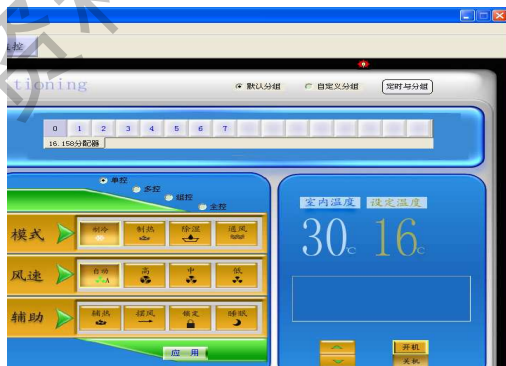 监控
tioning
默认分组 自定义分组 定时与分组
0 1 2 3 4 5 6 7
16.158分配器
单控
多控
组控
全控
室内温度 设定温度
30℃ 16℃
模式 制冷 制热 除湿 送风
风速 自动 高 中 低
A
辅助 辅热 摆风 锁定 睡眠
应用
开机
关机